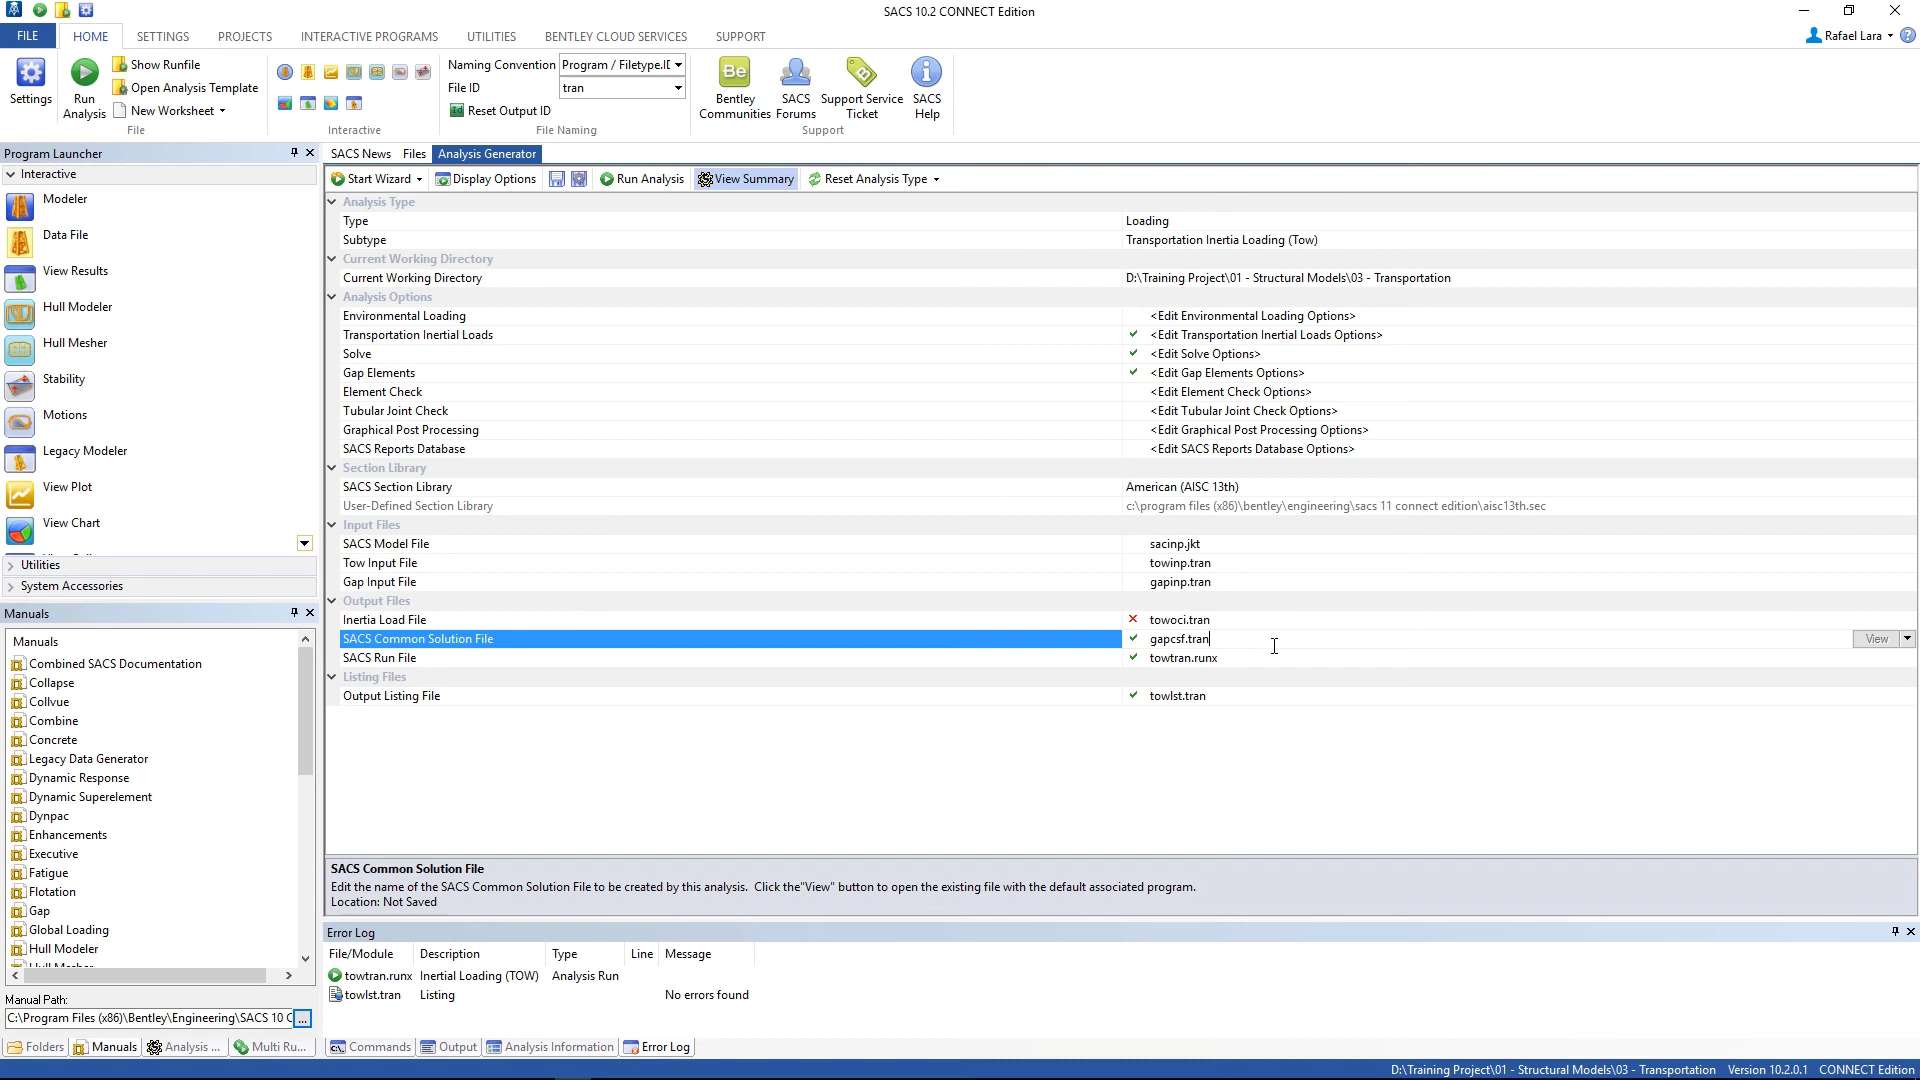 SACS 10.2 CONNECT Edition
FILE
HOME
SETTINGS
PROJECTS
INTERACTIVE PROGRAMS
UTILITIES
BENTLEY CLOUD SERVICES
SUPPORT
Rafael Lara
Settings
Run Analysis
Show Runfile
Open Analysis Template
New Worksheet
File
Interactive
Naming Convention
Program / Filetype.
File ID
tran
Reset Output ID
File Naming
Be
Bentley Communities
SACS Forums
Support Service Ticket
SACS Help
Support
Program Launcher
Interactive
Modeler
Data File
View Results
Hull Modeler
Hull Mesher
Stability
Motions
Legacy Modeler
View Plot
View Chart
Utilities
System Accessories
Manuals
Manuals
Combined SACS Documentation
Collapse
Collvue
Combine
Concrete
Legacy Data Generator
Dynamic Response
Dynamic Superelement
Dynpac
Enhancements
Executive
Fatigue
Flotation
Gap
Global Loading
Hull Modeler
Manual Path:
C:\Program Files (x86)\Bentley\Engineering\SACS 10 C
...
Folders
Manuals
Analysis ...
Multi Ru...
SACS News
Files
Analysis Generator
Start Wizard
Display Options
Run Analysis
View Summary
Reset Analysis Type
Analysis Type
Type Loading
Subtype Transportation Inertia Loading (Tow)
Current Working Directory
Current Working Directory D:\Training Project\01 - Structural Models\03 - Transportation
Analysis Options
Environmental Loading <Edit Environmental Loading Options>
Transportation Inertial Loads <Edit Transportation Inertial Loads Options>
Solve <Edit Solve Options>
Gap Elements <Edit Gap Elements Options>
Element Check <Edit Element Check Options>
Tubular Joint Check <Edit Tubular Joint Check Options>
Graphical Post Processing <Edit Graphical Post Processing Options>
SACS Reports Database <Edit SACS Reports Database Options>
Section Library
SACS Section Library American (AISC 13th)
User-Defined Section Library c:\program files (x86)\bentley\engineering\sacs 11 connect edition\aisc13th.sec
Input Files
SACS Model File sacinp.jkt
Tow Input File towinp.tran
Gap Input File gapinp.tran
Output Files
Inertia Load File towoci.tran
SACS Common Solution File gapcsf.tran View
SACS Run File towtran.runx
Listing Files
Output Listing File towlst.tran
SACS Common Solution File
Edit the name of the SACS Common Solution File to be created by this analysis. Click the"View" button to open the existing file with the default associated program.
Location: Not Saved
Error Log
File/Module Description Type Line Message
towtran.runx Inertial Loading (TOW) Analysis Run
towlst.tran Listing No errors found
Commands
Output
Analysis Information
Error Log
D:\Training Project\01 - Structural Models\03 - Transportation Version 10.2.0.1 CONNECT Edition